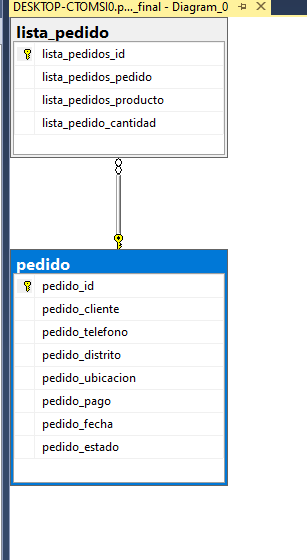 DESKTOP-CTOMSI0.p..._final - Diagram_0
lista_pedido
lista_pedidos_id
lista_pedidos_pedido
lista_pedidos_producto
lista_pedido_cantidad
pedido
pedido_id
pedido_cliente
pedido_telefono
pedido_distrito
pedido_ubicacion
pedido_pago
pedido_fecha
pedido_estado